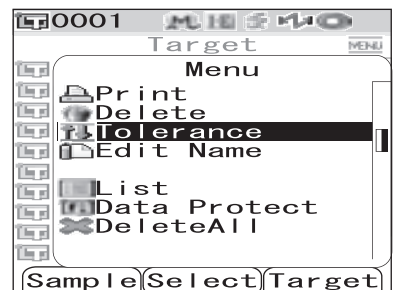 0001
Target MENU
Menu
Print
Delete
Tolerance
Edit Name
List
Data Protect
DeleteAll
Sample Select Target